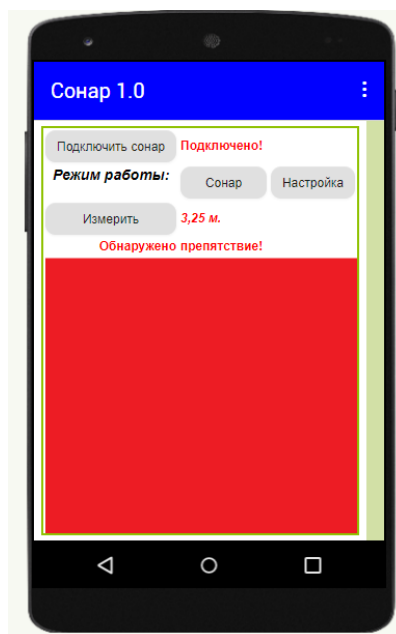 Сонар 1.0
Подключить сонар Подключено!
Режим работы: Сонар Настройка
Измерить 3,25 м.
Обнаружено препятствие!